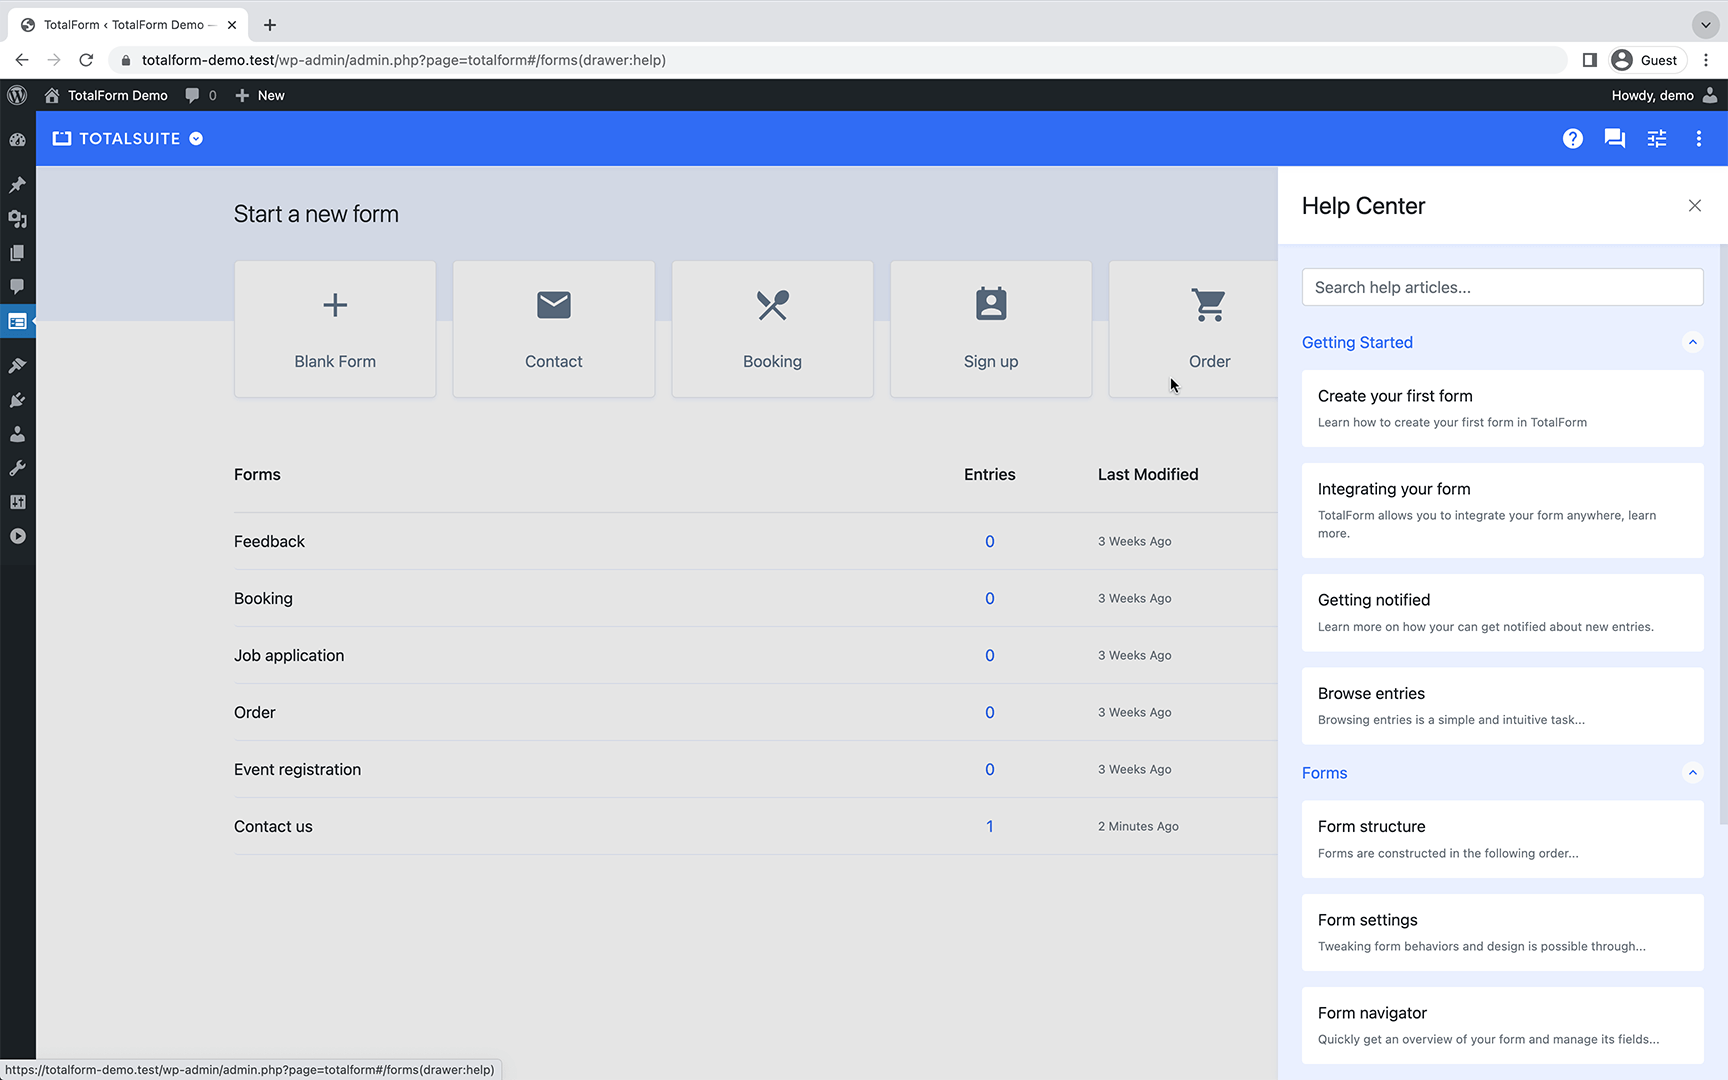 TotalForm ‹ TotalForm Demo —
totalform-demo.test/wp-admin/admin.php?page=totalform#/forms(drawer:help)
Guest
TotalForm Demo
0
New
Howdy, demo
TOTALSUITE
Start a new form
Blank Form
Contact
Booking
Sign up
Order
Forms
Entries
Last Modified
Feedback
0
3 Weeks Ago
Booking
0
3 Weeks Ago
Job application
0
3 Weeks Ago
Order
0
3 Weeks Ago
Event registration
0
3 Weeks Ago
Contact us
1
2 Minutes Ago
Help Center
Search help articles...
Getting Started
Create your first form
Learn how to create your first form in TotalForm
Integrating your form
TotalForm allows you to integrate your form anywhere, learn
more.
Getting notified
Learn more on how your can get notified about new entries.
Browse entries
Browsing entries is a simple and intuitive task...
Forms
Form structure
Forms are constructed in the following order...
Form settings
Tweaking form behaviors and design is possible through...
Form navigator
Quickly get an overview of your form and manage its fields...
https://totalform-demo.test/wp-admin/admin.php?page=totalform#/forms(drawer:help)